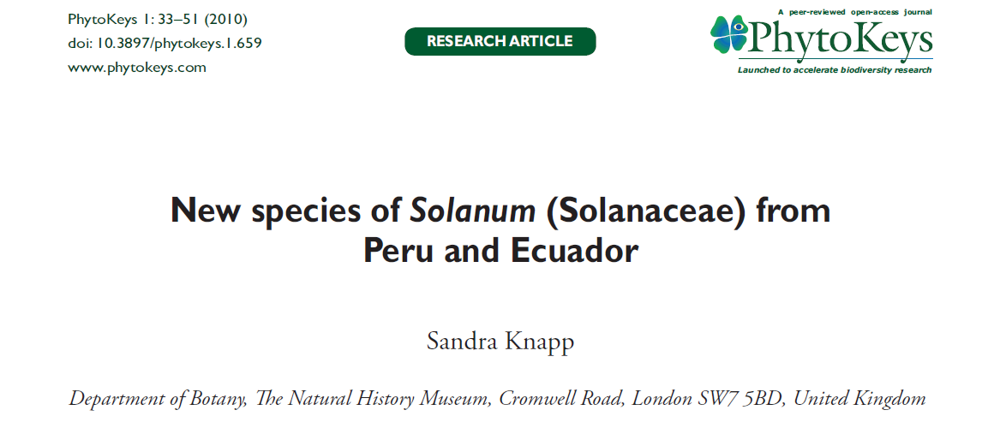 PhytoKeys 1: 33–51 (2010)
doi: 10.3897/phytokeys.1.659
www.phytokeys.com
RESEARCH ARTICLE
A peer-reviewed open-access journal
PhytoKeys
Launched to accelerate biodiversity research
New species of Solanum (Solanaceae) from
Peru and Ecuador
Sandra Knapp
Department of Botany, The Natural History Museum, Cromwell Road, London SW7 5BD, United Kingdom